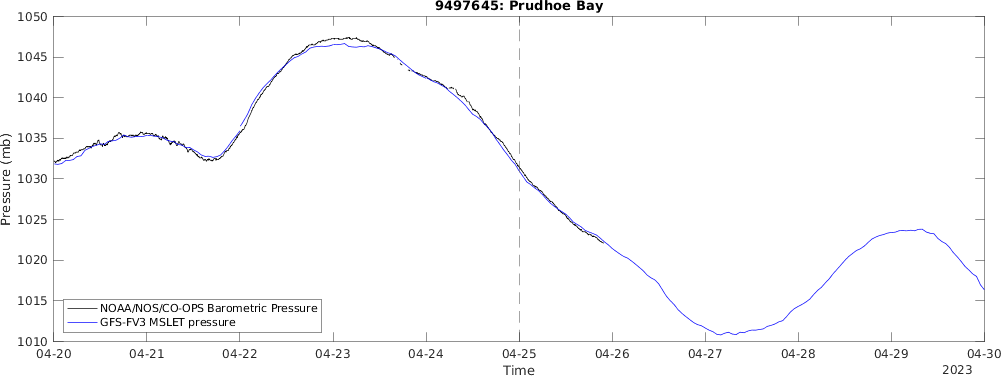 9497645: Prudhoe Bay
1050
1045
1040
1035
1030
1025
1020
1015
1010
Pressure (mb)
NOAA/NOS/CO-OPS Barometric Pressure
GFS-FV3 MSLET pressure
04-20 04-21 04-22 04-23 04-24 04-25 04-26 04-27 04-28 04-29 04-30
Time
2023